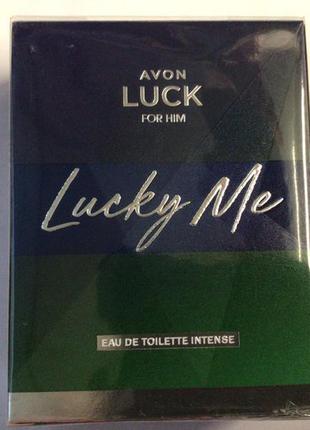 AVON
LUCK
FOR HIM
Lucky Me
EAU DE TOILETTE INTENSE